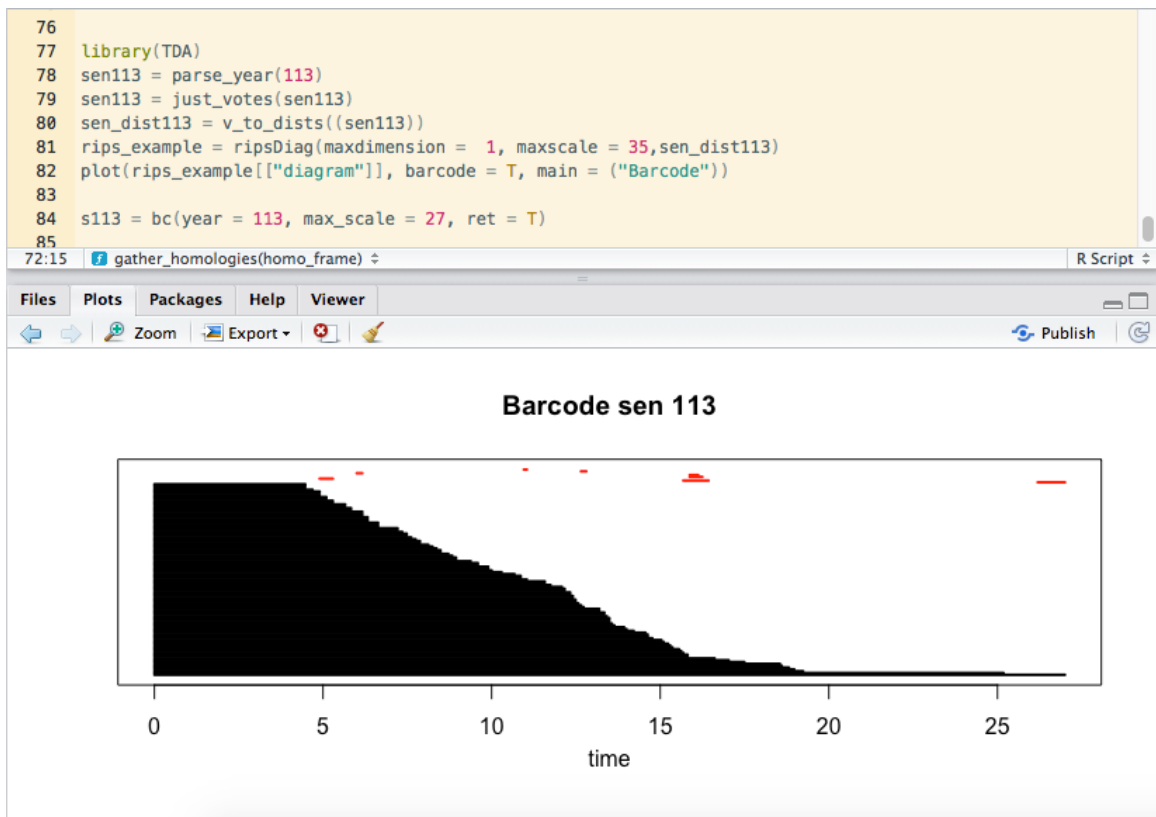 76
77 library(TDA)
78 sen113 = parse_year(113)
79 sen113 = just_votes(sen113)
80 sen_dist113 = v_to_dists((sen113))
81 rips_example = ripsDiag(maxdimension =  1, maxscale = 35,sen_dist113)
82 plot(rips_example[["diagram"]], barcode = T, main = ("Barcode"))
83
84 s113 = bc(year = 113, max_scale = 27, ret = T)
85
72:15 f gather_homologies(homo_frame) R Script
Files Plots Packages Help Viewer
Zoom Export Publish
Barcode sen 113
0 5 10 15 20 25
time